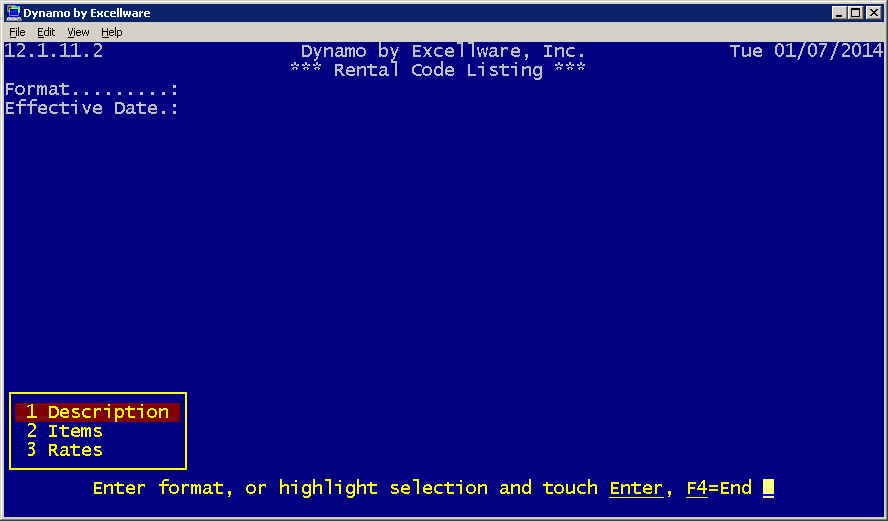 Dynamo by Excellware
File Edit View Help
12.1.11.2 Dynamo by Excellware, Inc. Tue 01/07/2014
*** Rental Code Listing ***
Format.........:
Effective Date.:
1 Description
2 Items
3 Rates
Enter format, or highlight selection and touch Enter, F4=End